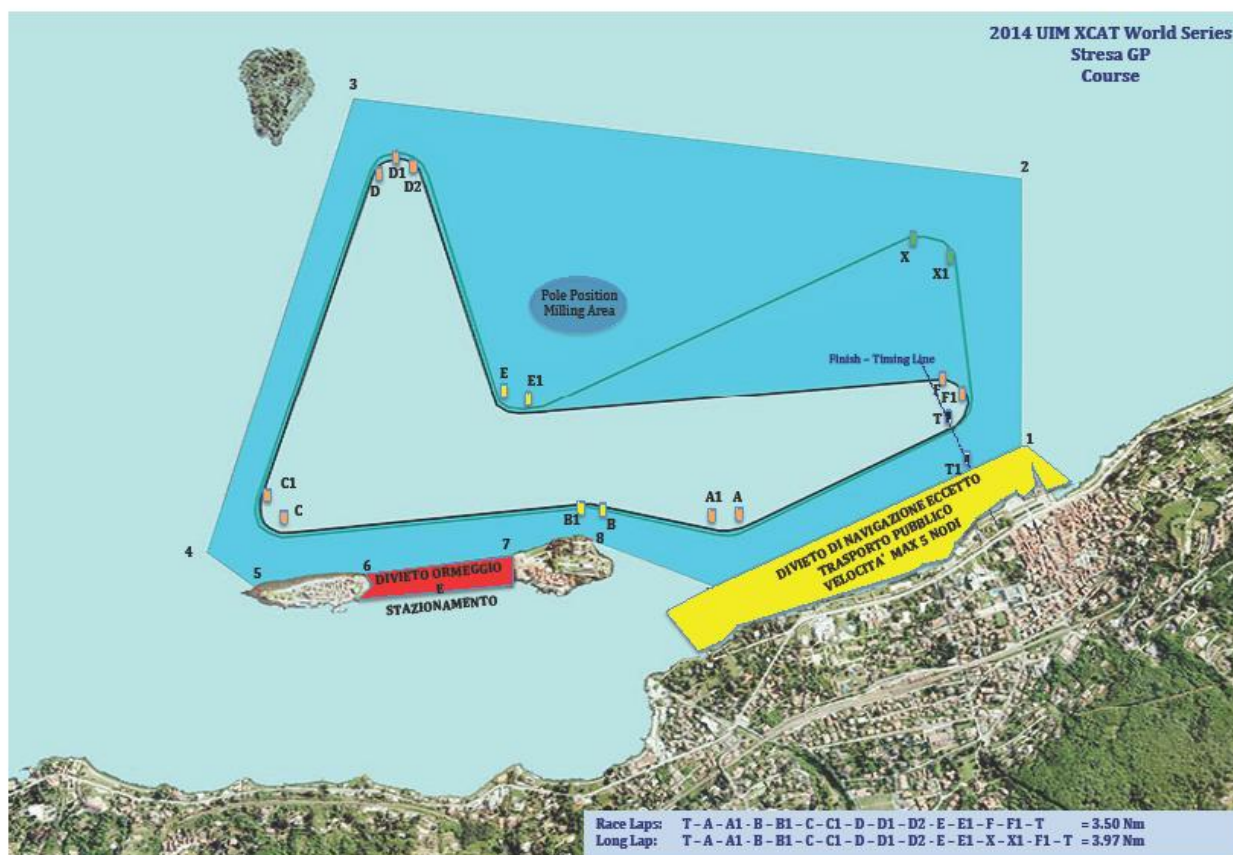 2014 UIM XCAT World Series
Stresa GP
Course
3
2
D1
D
D2
X
X1
Pole Position
Milling Area
Finish - Timing Line
E
E1
F
F1
T
T1
1
C1
C
A1
A
B1
B
8
4
5
6
7
DIVIETO ORMEGGIO
E
STAZIONAMENTO
DIVIETO DI NAVIGAZIONE ECCETTO
TRASPORTO PUBBLICO
VELOCITA' MAX 5 NODI
Race Laps: T - A - A1 - B - B1 - C - C1 - D - D1 - D2 - E - E1 - F - F1 - T = 3.50 Nm
Long Lap: T - A - A1 - B - B1 - C - C1 - D - D1 - D2 - E - E1 - X - X1 - F1 - T = 3.97 Nm